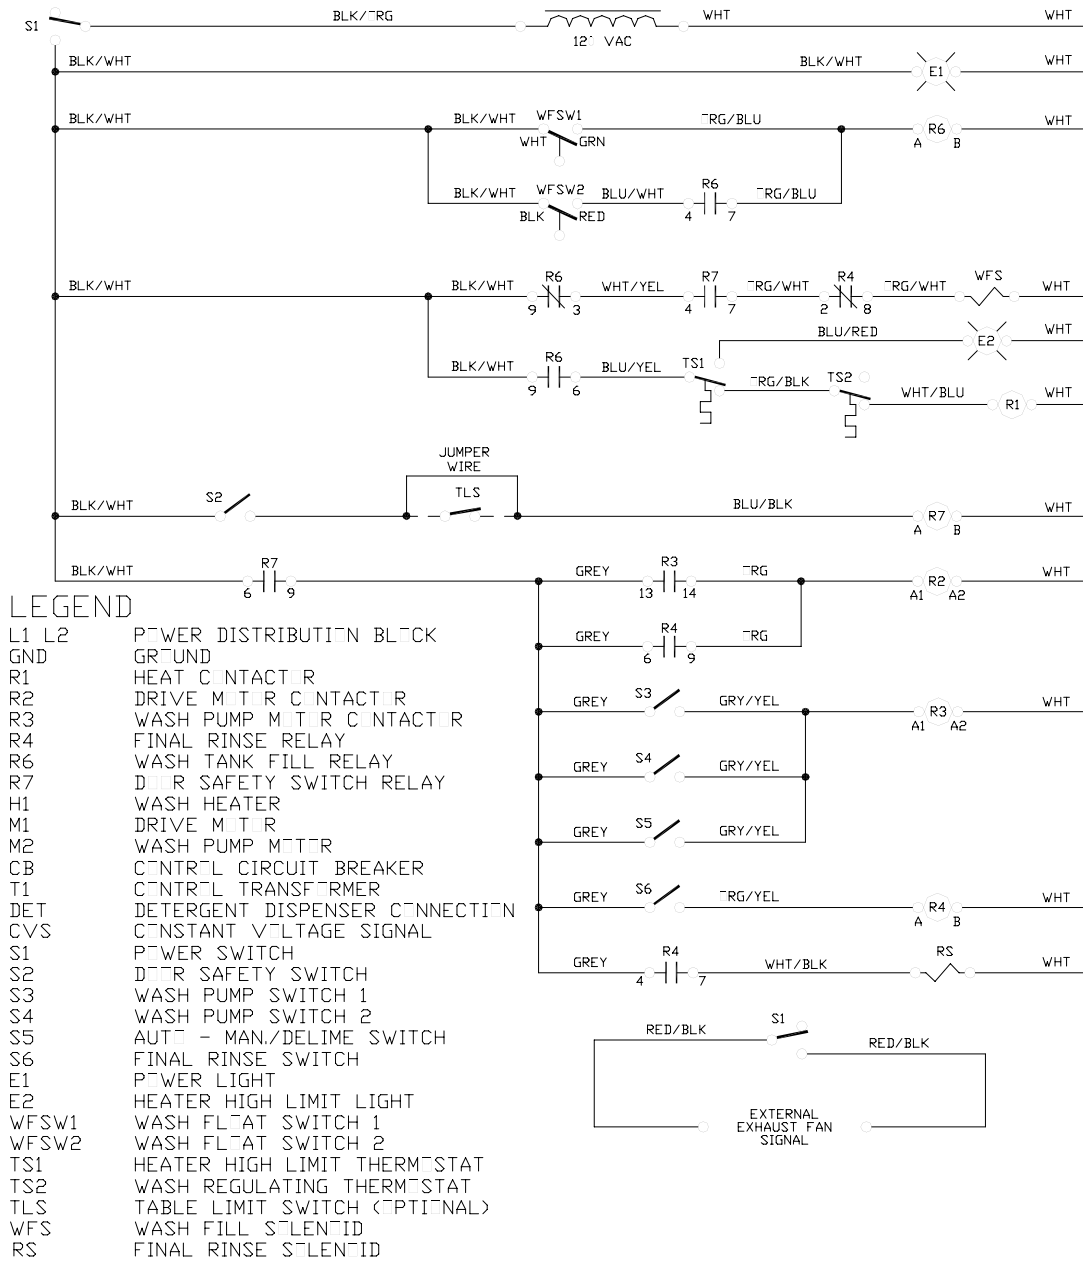 S1 BLK/ORG 120 VAC WHT WHT
BLK/WHT BLK/WHT E1 WHT
BLK/WHT BLK/WHT WFSW1 ORG/BLU R6 WHT
WHT GRN A B
BLK/WHT WFSW2 BLU/WHT R6 ORG/BLU
BLK RED 4 7
BLK/WHT BLK/WHT R6 WHT/YEL R7 ORG/WHT R4 ORG/WHT WFS WHT
9 3 4 7 2 8
BLU/RED E2 WHT
BLK/WHT R6 BLU/YEL TS1 ORG/BLK TS2 WHT/BLU R1 WHT
9 6
JUMPER
WIRE
BLK/WHT S2 TLS BLU/BLK R7 WHT
A B
BLK/WHT R7 GREY R3 ORG R2 WHT
6 9 13 14 A1 A2
GREY R4 ORG
6 9
GREY S3 GRY/YEL R3 WHT
A1 A2
GREY S4 GRY/YEL
GREY S5 GRY/YEL
GREY S6 ORG/YEL R4 WHT
A B
GREY R4 WHT/BLK RS WHT
4 7
RED/BLK S1 RED/BLK
EXTERNAL
EXHAUST FAN
SIGNAL
LEGEND
L1 L2 POWER DISTRIBUTION BLOCK
GND GROUND
R1 HEAT CONTACTOR
R2 DRIVE MOTOR CONTACTOR
R3 WASH PUMP MOTOR CONTACTOR
R4 FINAL RINSE RELAY
R6 WASH TANK FILL RELAY
R7 DOOR SAFETY SWITCH RELAY
H1 WASH HEATER
M1 DRIVE MOTOR
M2 WASH PUMP MOTOR
CB CONTROL CIRCUIT BREAKER
T1 CONTROL TRANSFORMER
DET DETERGENT DISPENSER CONNECTION
CVS CONSTANT VOLTAGE SIGNAL
S1 POWER SWITCH
S2 DOOR SAFETY SWITCH
S3 WASH PUMP SWITCH 1
S4 WASH PUMP SWITCH 2
S5 AUTO - MAN./DELIME SWITCH
S6 FINAL RINSE SWITCH
E1 POWER LIGHT
E2 HEATER HIGH LIMIT LIGHT
WFSW1 WASH FLOAT SWITCH 1
WFSW2 WASH FLOAT SWITCH 2
TS1 HEATER HIGH LIMIT THERMOSTAT
TS2 WASH REGULATING THERMOSTAT
TLS TABLE LIMIT SWITCH (OPTIONAL)
WFS WASH FILL SOLENOID
RS FINAL RINSE SOLENOID